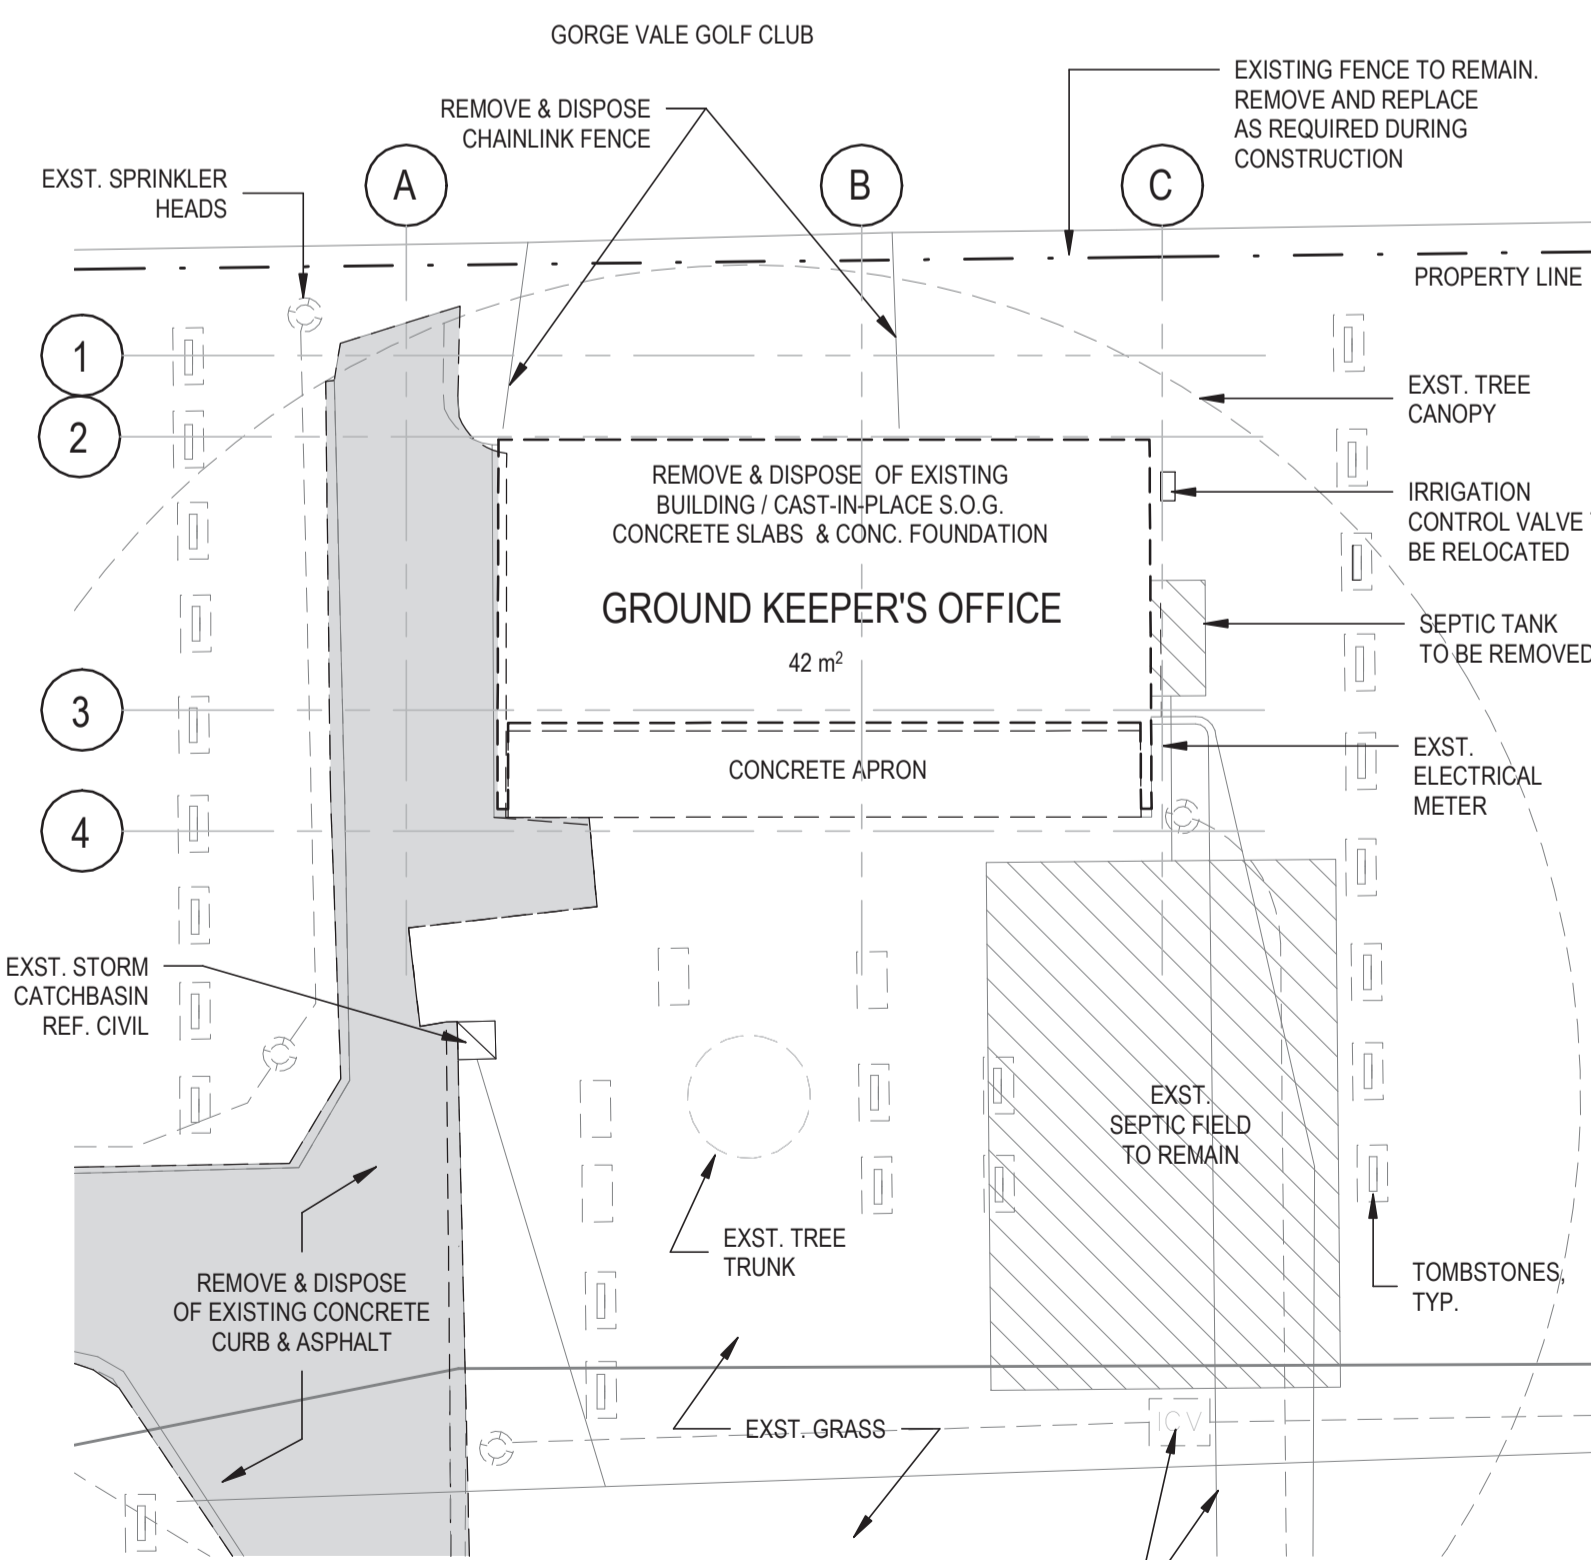 GORGE VALE GOLF CLUB
EXISTING FENCE TO REMAIN.
REMOVE AND REPLACE
AS REQUIRED DURING
CONSTRUCTION
REMOVE & DISPOSE
CHAINLINK FENCE
EXST. SPRINKLER
HEADS
A
B
C
PROPERTY LINE
1
2
3
4
EXST. TREE
CANOPY
REMOVE & DISPOSE OF EXISTING
BUILDING / CAST-IN-PLACE S.O.G.
CONCRETE SLABS & CONC. FOUNDATION
IRRIGATION
CONTROL VALVE
BE RELOCATED
GROUND KEEPER'S OFFICE
42 m²
SEPTIC TANK
TO BE REMOVED
CONCRETE APRON
EXST.
ELECTRICAL
METER
EXST. STORM
CATCHBASIN
REF. CIVIL
EXST.
SEPTIC FIELD
TO REMAIN
EXST. TREE
TRUNK
TOMBSTONES,
TYP.
REMOVE & DISPOSE
OF EXISTING CONCRETE
CURB & ASPHALT
EXST. GRASS
ICV